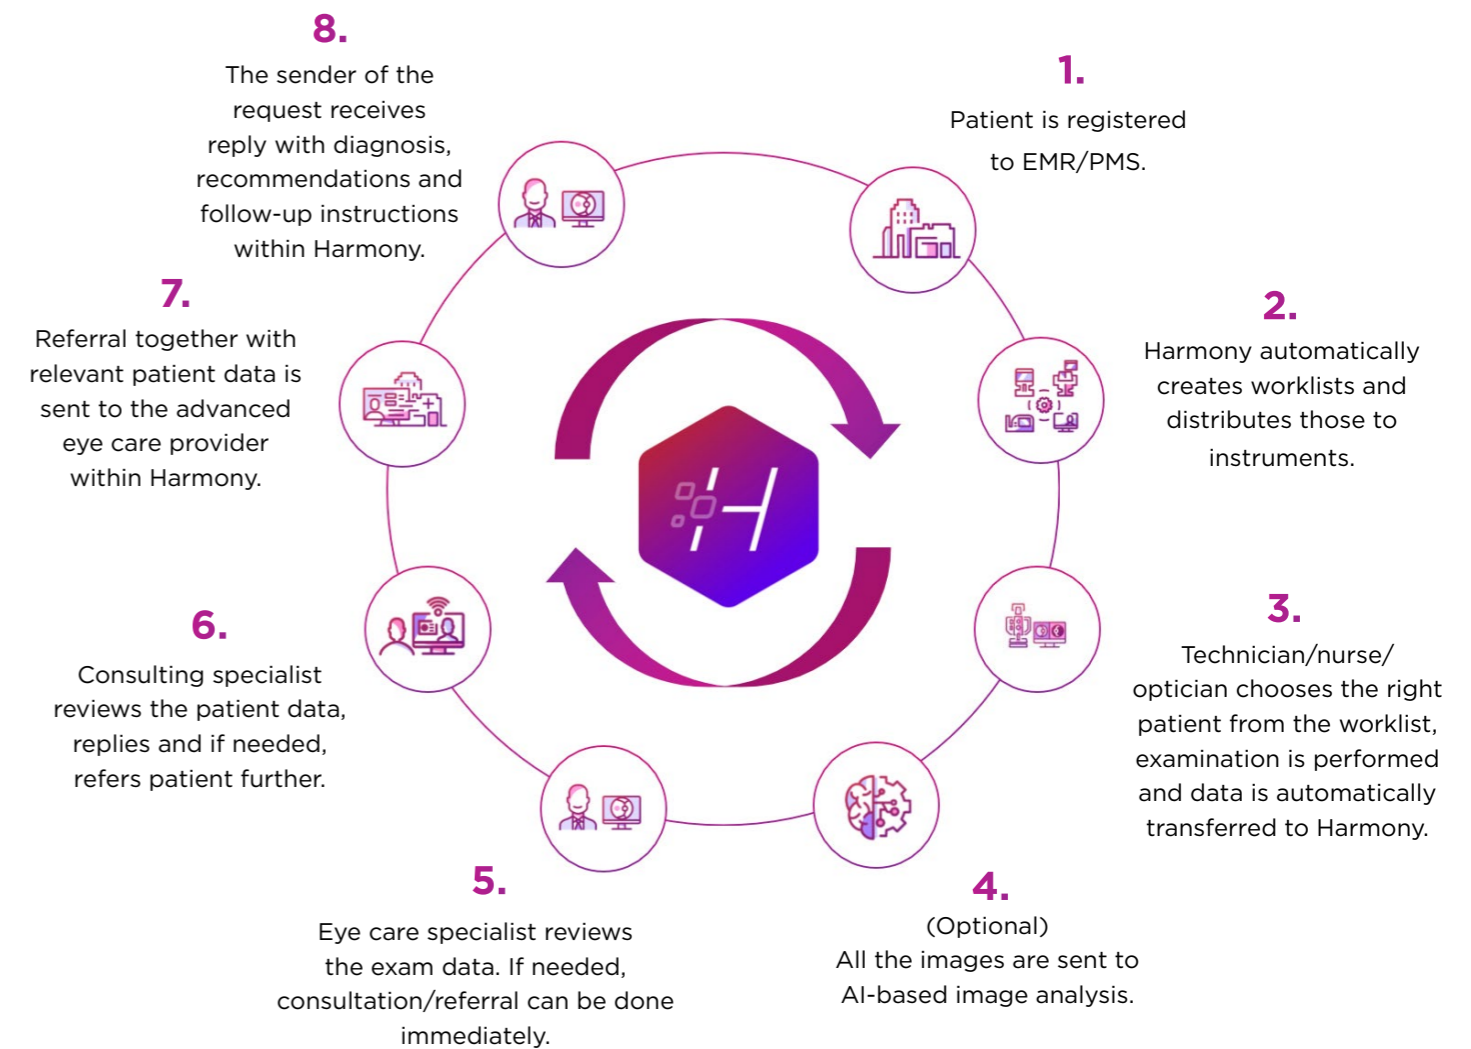 1.
Patient is registered
to EMR/PMS.
2.
Harmony automatically
creates worklists and
distributes those to
instruments.
3.
Technician/nurse/
optician chooses the right
patient from the worklist,
examination is performed
and data is automatically
transferred to Harmony.
4.
(Optional)
All the images are sent to
AI-based image analysis.
5.
Eye care specialist reviews
the exam data. If needed,
consultation/referral can be done
immediately.
6.
Consulting specialist
reviews the patient data,
replies and if needed,
refers patient further.
7.
Referral together with
relevant patient data is
sent to the advanced
eye care provider
within Harmony.
8.
The sender of the
request receives
reply with diagnosis,
recommendations and
follow-up instructions
within Harmony.
H